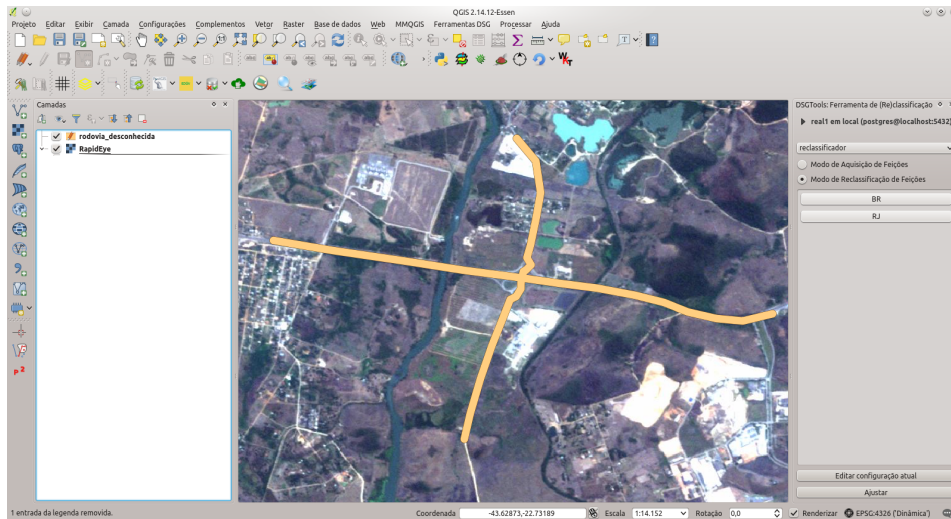 QGIS 2.14.12-Essen
Projeto Editar Exibir Camada Configurações Complementos Vetor Raster Base de dados Web MMQGIS Ferramentas DSG Processar Ajuda
Camadas
rodovia_desconhecida
RapidEye
DSGTools: Ferramenta de (Re)classificação
real1 em local (postgres@localhost:5432)
reclassificador
Modo de Aquisição de Feições
Modo de Reclassificação de Feições
BR
RJ
Editar configuração atual
Ajustar
1 entrada da legenda removida.
Coordenada -43.62873,-22.73189 Escala 1:14.152 Rotação 0,0 Renderizar EPSG:4326 ('Dinâmica')